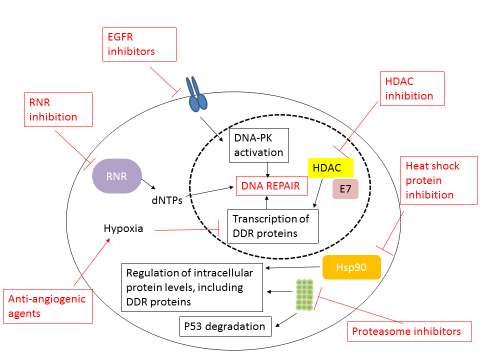 EGFR
inhibitors
HDAC
inhibition
RNR
inhibition
DNA-PK
activation
Heat shock
protein
inhibition
RNR
HDAC
DNA REPAIR
E7
dNTPs
Transcription of
DDR proteins
Hypoxia
Hsp90
Regulation of intracellular
protein levels, including
DDR proteins
Anti-angiogenic
agents
P53 degradation
Proteasome inhibitors